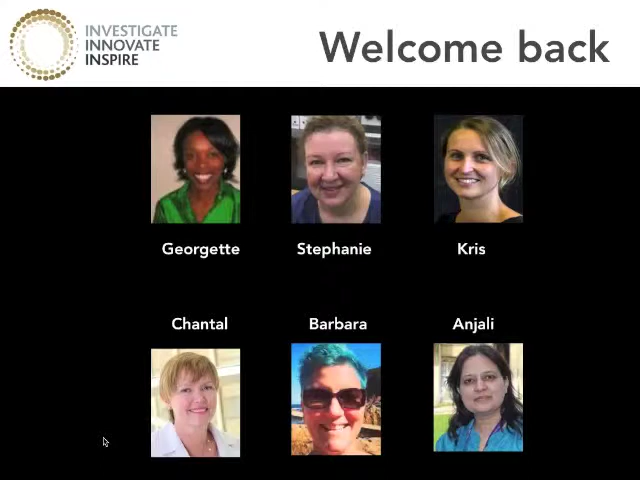 INVESTIGATE
INNOVATE
INSPIRE
Welcome back
Georgette Stephanie Kris
Chantal Barbara Anjali